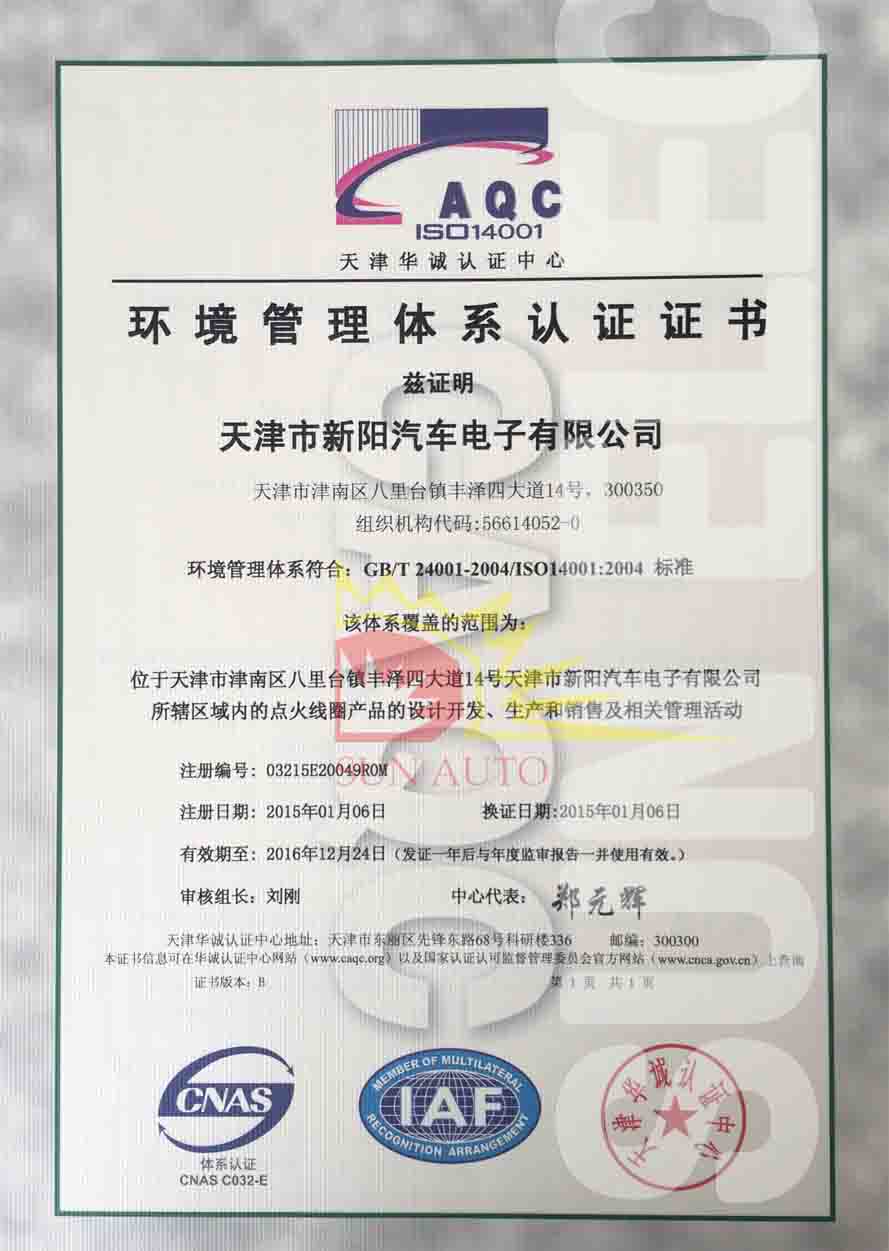 AQC
ISO14001
天津华诚认证中心
环境管理体系认证证书
兹证明
天津市新阳汽车电子有限公司
天津市津南区八里台镇丰泽四大道14号，300350
组织机构代码:56614052-0
环境管理体系符合：GB/T 24001-2004/ISO14001:2004 标准
该体系覆盖的范围为：
位于天津市津南区八里台镇丰泽四大道14号天津市新阳汽车电子有限公司
所辖区域内的点火线圈产品的设计开发、生产和销售及相关管理活动
SUN AUTO
注册编号：03215E20049R0M
注册日期：2015年01月06日 换证日期:2015年01月06日
有效期至：2016年12月24日（发证一年后与年度监审报告一并使用有效。）
审核组长：刘刚 中心代表：郑元辉
天津华诚认证中心地址：天津市东丽区先锋东路68号科研楼336 邮编：300300
本证书信息可在华诚认证中心网站（www.caqc.org）以及国家认证认可监督管理委员会官方网站（www.cnca.gov.cn）上查询
证书版本：B 第 1 页 共 1 页
CNAS
体系认证
CNAS C032-E
MEMBER OF MULTILATERAL
IAF
RECOGNITION ARRANGEMENT
天津华诚认证中心